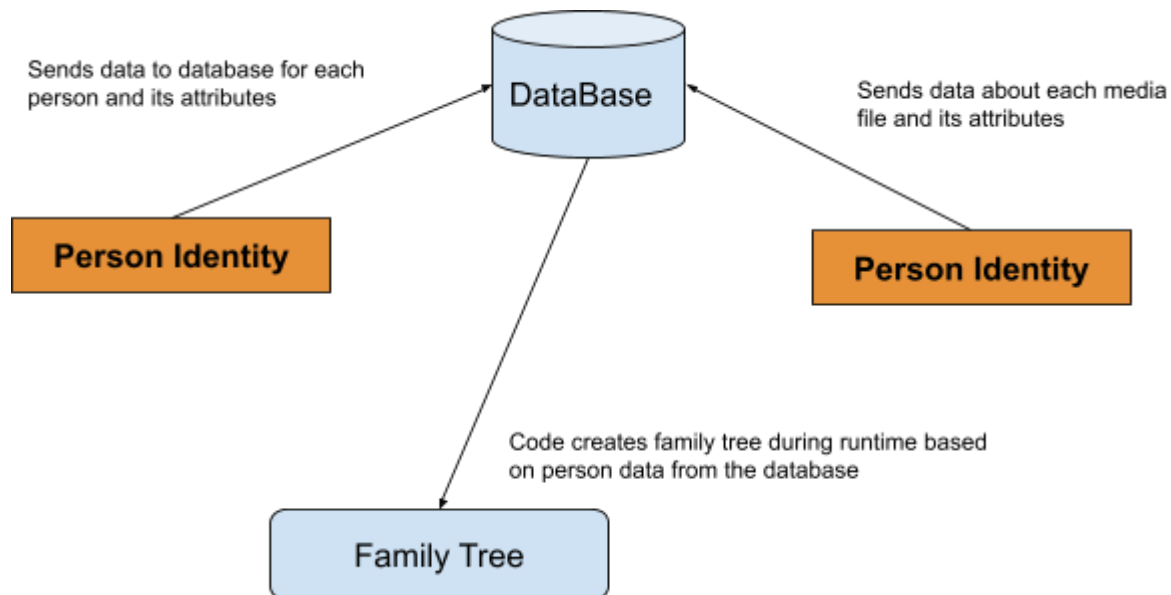 Sends data to database for each
person and its attributes
DataBase
Sends data about each media
file and its attributes
Person Identity
Person Identity
Code creates family tree during runtime based
on person data from the database
Family Tree